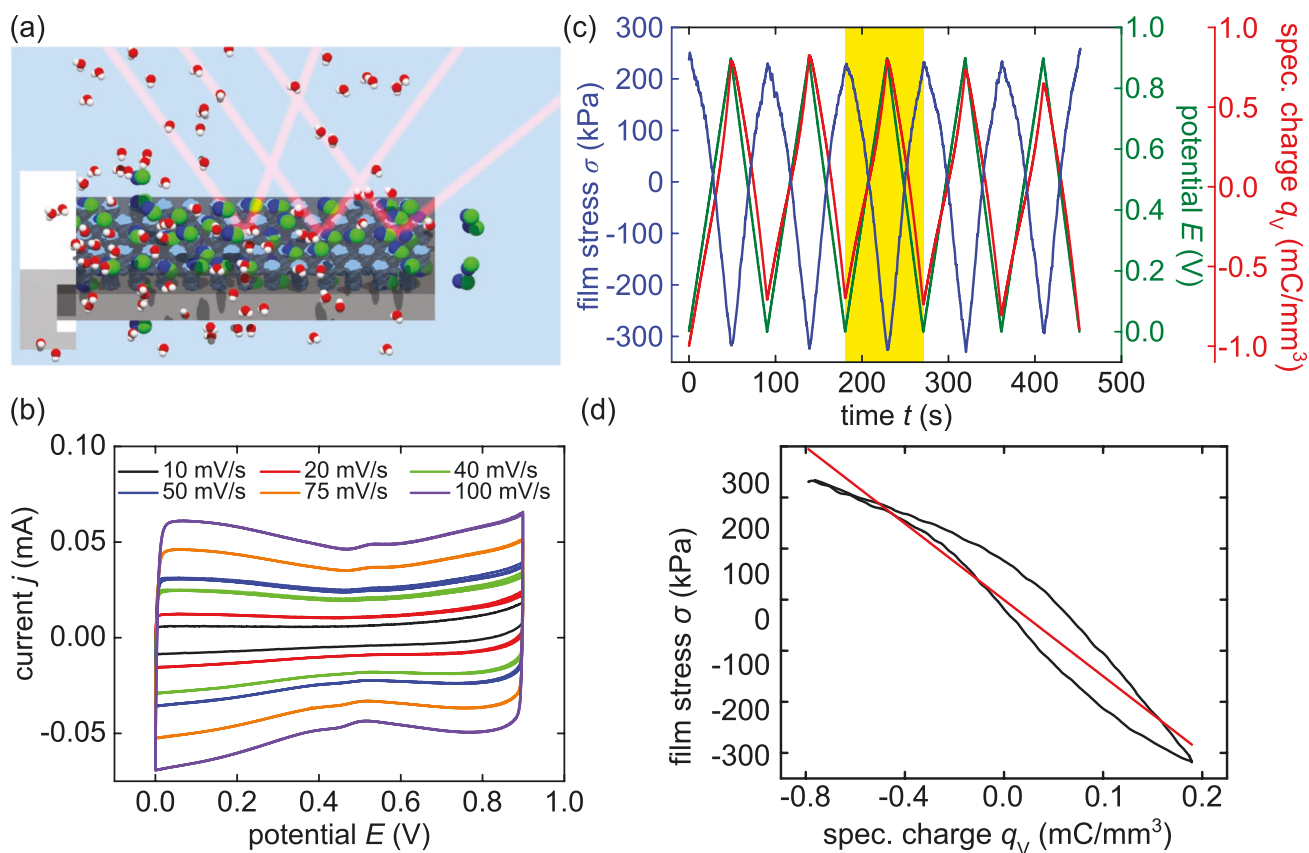 (a)
(b)
0.10
0.05
0.00
-0.05
current j (mA)
10 mV/s 20 mV/s 40 mV/s
50 mV/s 75 mV/s 100 mV/s
0.0 0.2 0.4 0.6 0.8 1.0
potential E (V)
(c)
300
200
100
0
-100
-200
-300
film stress σ (kPa)
0 100 200 300 400 500
time t (s)
0.0
0.2
0.4
0.6
0.8
1.0
potential E (V)
1.0
0.5
0.0
-0.5
-1.0
spec. charge qV (mC/mm³)
(d)
300
200
100
0
-100
-200
-300
film stress σ (kPa)
-0.8 -0.4 0.0 0.1 0.2
spec. charge qV (mC/mm³)